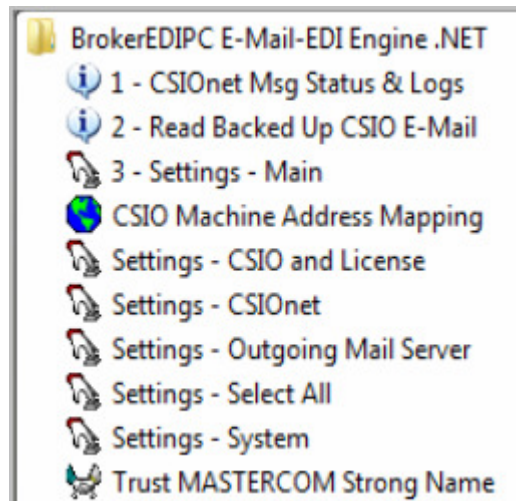 BrokerEDIPC E-Mail-EDI Engine .NET
1 - CSIOnet Msg Status & Logs
2 - Read Backed Up CSIO E-Mail
3 - Settings - Main
CSIO Machine Address Mapping
Settings - CSIO and License
Settings - CSIOnet
Settings - Outgoing Mail Server
Settings - Select All
Settings - System
Trust MASTERCOM Strong Name